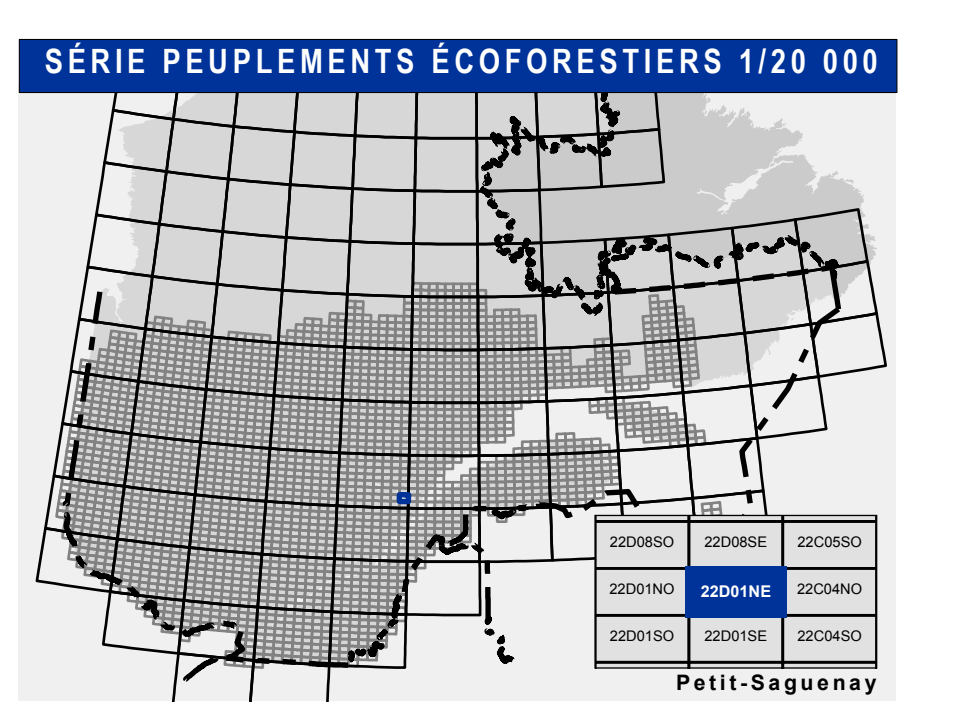 SÉRIE PEUPLEMENTS ÉCOFORESTIERS 1/20 000
22D08SO 22D08SE 22C05SO
22D01NO 22D01NE 22C04NO
22D01SO 22D01SE 22C04SO
Petit-Saguenay